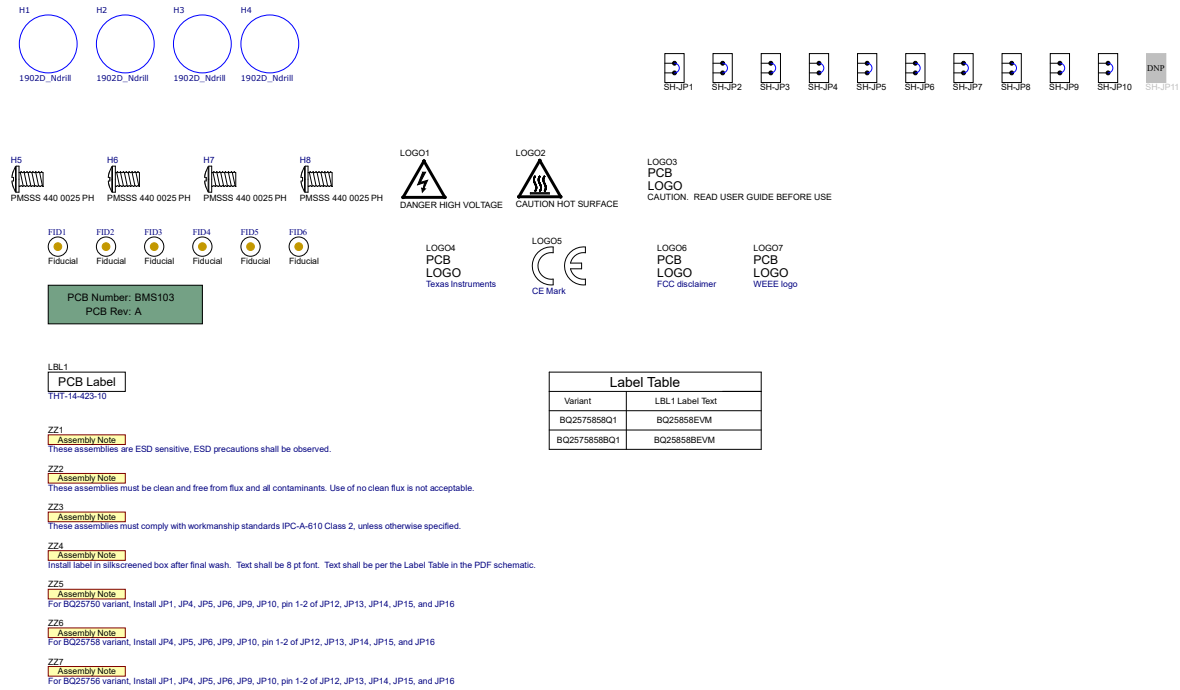 H1 H2 H3 H4
1902D_Ndrill 1902D_Ndrill 1902D_Ndrill 1902D_Ndrill
DNP
SH-JP1 SH-JP2 SH-JP3 SH-JP4 SH-JP5 SH-JP6 SH-JP7 SH-JP8 SH-JP9 SH-JP10 SH-JP11
H5 H6 H7 H8
PMSSS 440 0025 PH PMSSS 440 0025 PH PMSSS 440 0025 PH PMSSS 440 0025 PH
LOGO1
DANGER HIGH VOLTAGE
LOGO2
CAUTION HOT SURFACE
LOGO3
PCB
LOGO
CAUTION. READ USER GUIDE BEFORE USE
FID1 FID2 FID3 FID4 FID5 FID6
Fiducial Fiducial Fiducial Fiducial Fiducial Fiducial
LOGO4
PCB
LOGO
Texas Instruments
LOGO5
CE
CE Mark
LOGO6
PCB
LOGO
FCC disclaimer
LOGO7
PCB
LOGO
WEEE logo
PCB Number: BMS103
PCB Rev: A
LBL1
PCB Label
THT-14-423-10
Label Table
Variant LBL1 Label Text
BQ2575858Q1 BQ25858EVM
BQ2575858BQ1 BQ25858BEVM
ZZ1
Assembly Note
These assemblies are ESD sensitive, ESD precautions shall be observed.
ZZ2
Assembly Note
These assemblies must be clean and free from flux and all contaminants. Use of no clean flux is not acceptable.
ZZ3
Assembly Note
These assemblies must comply with workmanship standards IPC-A-610 Class 2, unless otherwise specified.
ZZ4
Assembly Note
Install label in silkscreened box after final wash. Text shall be 8 pt font. Text shall be per the Label Table in the PDF schematic.
ZZ5
Assembly Note
For BQ25750 variant, Install JP1, JP4, JP5, JP6, JP9, JP10, pin 1-2 of JP12, JP13, JP14, JP15, and JP16
ZZ6
Assembly Note
For BQ25758 variant, Install JP4, JP5, JP6, JP9, JP10, pin 1-2 of JP12, JP13, JP14, JP15, and JP16
ZZ7
Assembly Note
For BQ25756 variant, Install JP1, JP4, JP5, JP6, JP9, JP10, pin 1-2 of JP12, JP13, JP14, JP15, and JP16